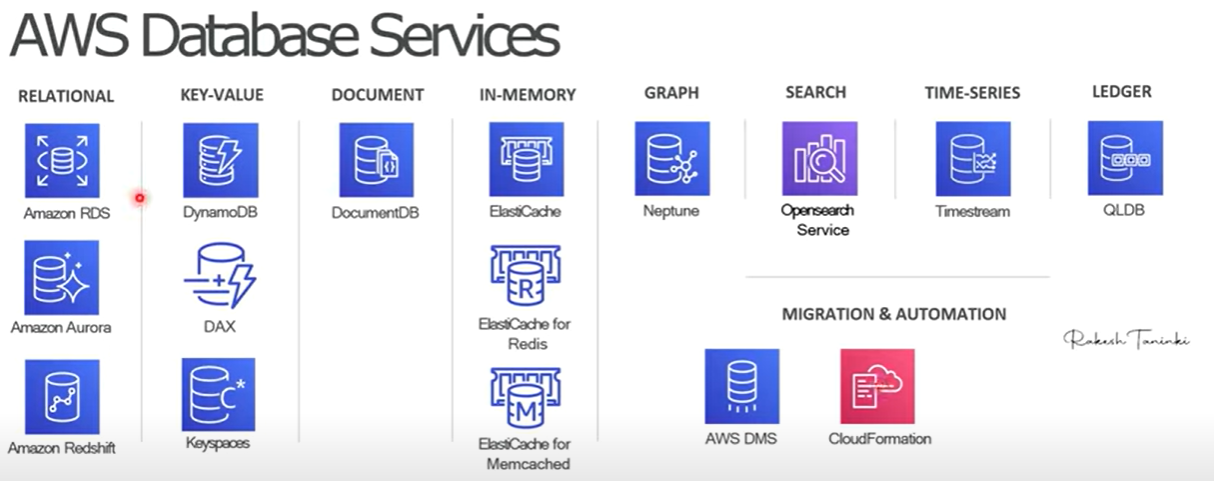 AWS Database Services
RELATIONAL
KEY-VALUE
DOCUMENT
IN-MEMORY
GRAPH
SEARCH
TIME-SERIES
LEDGER
Amazon RDS
DynamoDB
DocumentDB
ElastiCache
Neptune
Opensearch
Service
Timestream
QLDB
Amazon Aurora
DAX
R
ElastiCache for
Redis
MIGRATION & AUTOMATION
Rakesh Taninki
Amazon Redshift
C*
Keyspaces
M
ElastiCache for
Memcached
AWS DMS
CloudFormation